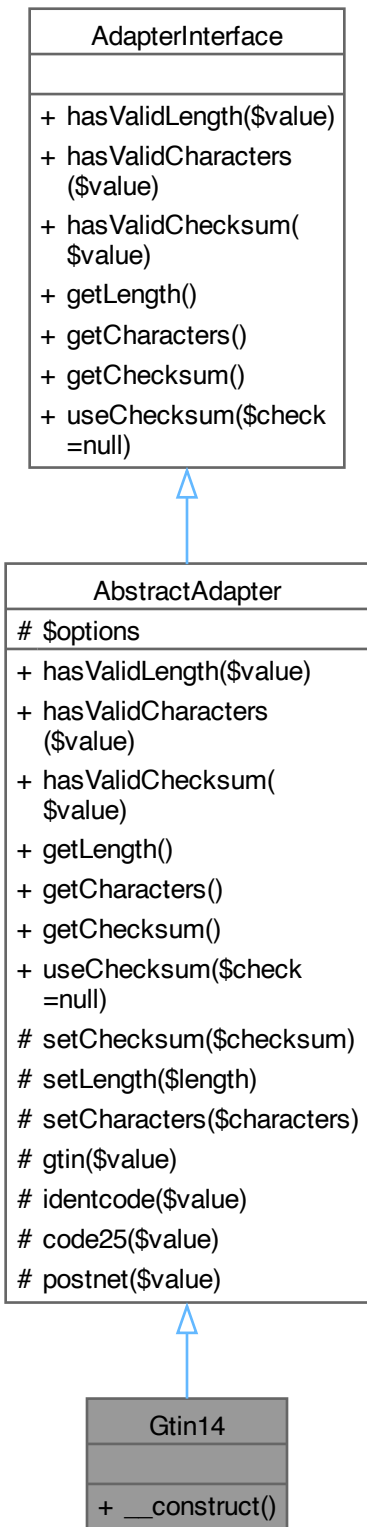 AdapterInterface
+ hasValidLength($value)
+ hasValidCharacters
($value)
+ hasValidChecksum(
$value)
+ getLength()
+ getCharacters()
+ getChecksum()
+ useChecksum($check
=null)
AbstractAdapter
# $options
+ hasValidLength($value)
+ hasValidCharacters
($value)
+ hasValidChecksum(
$value)
+ getLength()
+ getCharacters()
+ getChecksum()
+ useChecksum($check
=null)
# setChecksum($checksum)
# setLength($length)
# setCharacters($characters)
# gtin($value)
# identcode($value)
# code25($value)
# postnet($value)
Gtin14
+ __construct()